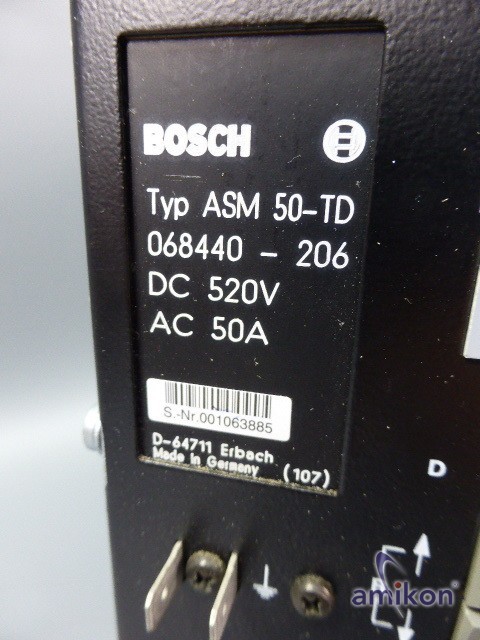 BOSCH
Typ ASM 50-TD
068440 - 206
DC 520V
AC 50A
S.-Nr.001063885
D-64711 Erbach
Made in Germany (107)
D
amikon